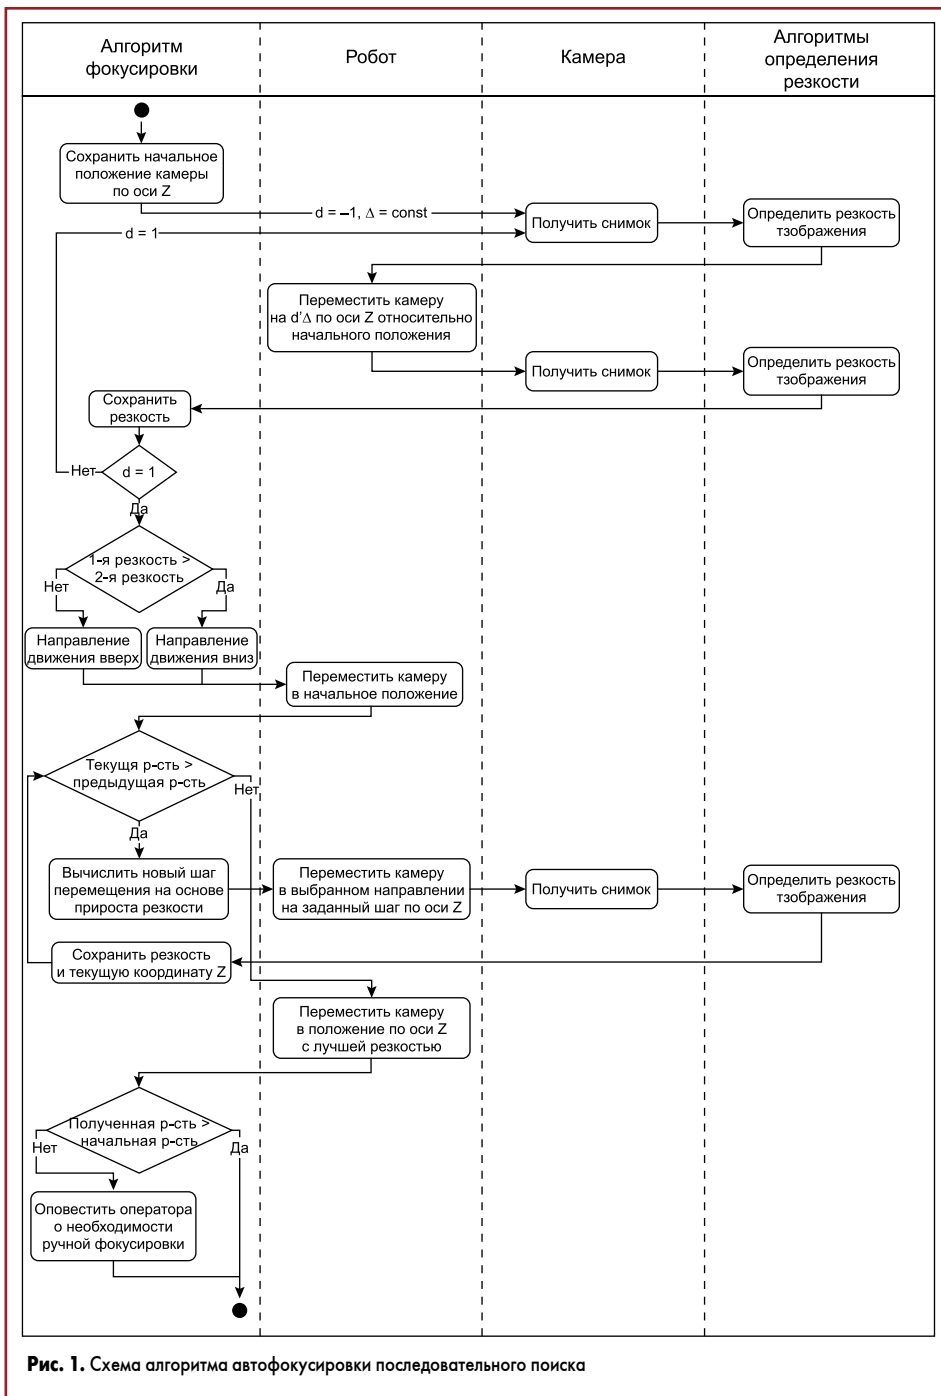 Алгоритм
фокусировки
Робот
Камера
Алгоритмы
определения
резкости
Сохранить начальное
положение камеры
по оси Z
d = –1, Δ = const
d = 1
Получить снимок
Определить резкость
тзображения
Переместить камеру
на d'Δ по оси Z относительно
начального положения
Получить снимок
Определить резкость
тзображения
Сохранить
резкость
Нет
d = 1
Да
1-я резкость >
2-я резкость
Нет
Да
Направление
движения вверх
Направление
движения вниз
Переместить камеру
в начальное положение
Текущя р-сть >
предыдущая р-сть
Нет
Да
Вычислить новый шаг
перемещения на основе
прироста резкости
Переместить камеру
в выбранном направлении
на заданный шаг по оси Z
Получить снимок
Определить резкость
тзображения
Сохранить резкость
и текущую координату Z
Переместить камеру
в положение по оси Z
с лучшей резкостью
Полученная р-сть >
начальная р-сть
Нет
Да
Оповестить оператора
о необходимости
ручной фокусировки
Рис. 1. Схема алгоритма автофокусировки последовательного поиска